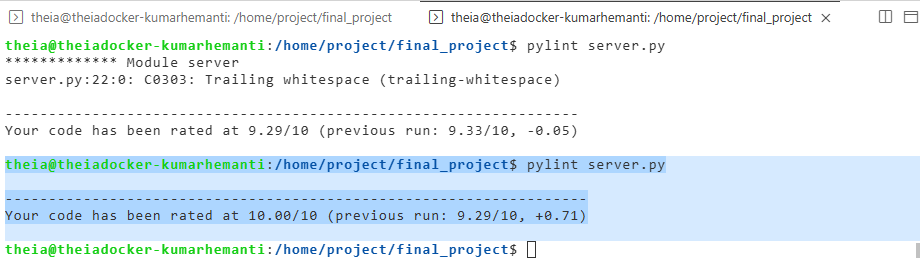 theia@theiadocker-kumarhemanti: /home/project/final_project theia@theiadocker-kumarhemanti: /home/project/final_project ×
theia@theiadocker-kumarhemanti:/home/project/final_project$ pylint server.py
************* Module server
server.py:22:0: C0303: Trailing whitespace (trailing-whitespace)
------------------------------------------------------------------
Your code has been rated at 9.29/10 (previous run: 9.33/10, -0.05)
theia@theiadocker-kumarhemanti:/home/project/final_project$ pylint server.py
-------------------------------------------------------------------
Your code has been rated at 10.00/10 (previous run: 9.29/10, +0.71)
theia@theiadocker-kumarhemanti:/home/project/final_project$